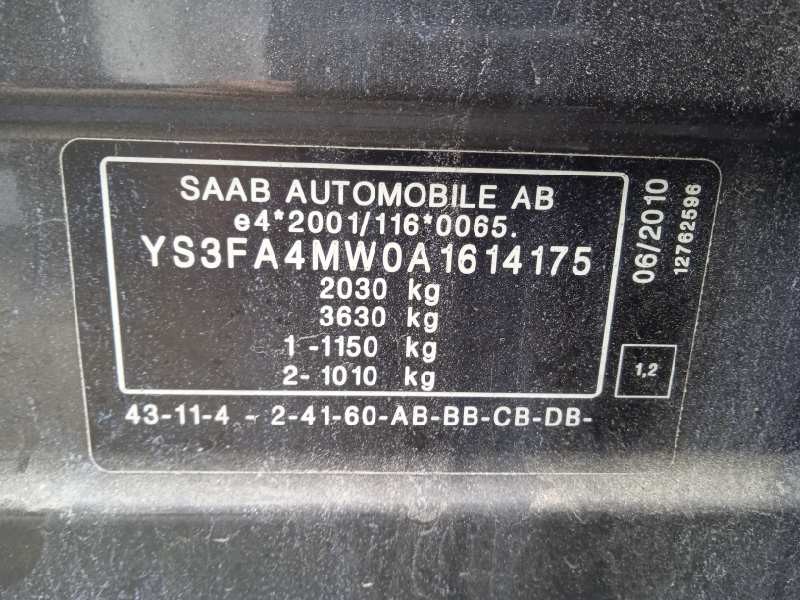 SAAB AUTOMOBILE AB
e4*2001/116*0065.
YS3FA4MW0A1614175
2030 kg
3630 kg
1 -1150 kg
2- 1010 kg
43-11-4 - 2-41-60-AB-BB-CB-DB-
06/2010
12762596
1,2